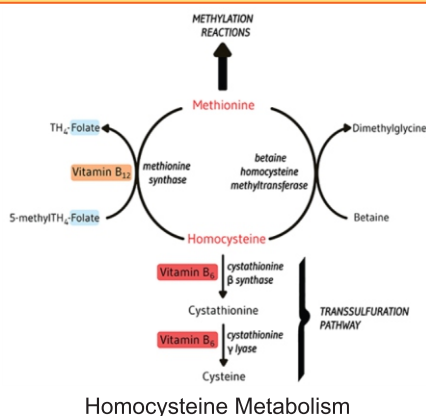 METHYLATION
REACTIONS
Methionine
TH₄-Folate
Dimethylglycine
Vitamin B₁₂
methionine
synthase
betaine
homocysteine
methyltransferase
5-methylTH₄-Folate
Betaine
Homocysteine
Vitamin B₆
cystathionine
β synthase
Cystathionine
TRANSSULFURATION
PATHWAY
Vitamin B₆
cystathionine
γ lyase
Cysteine
Homocysteine Metabolism